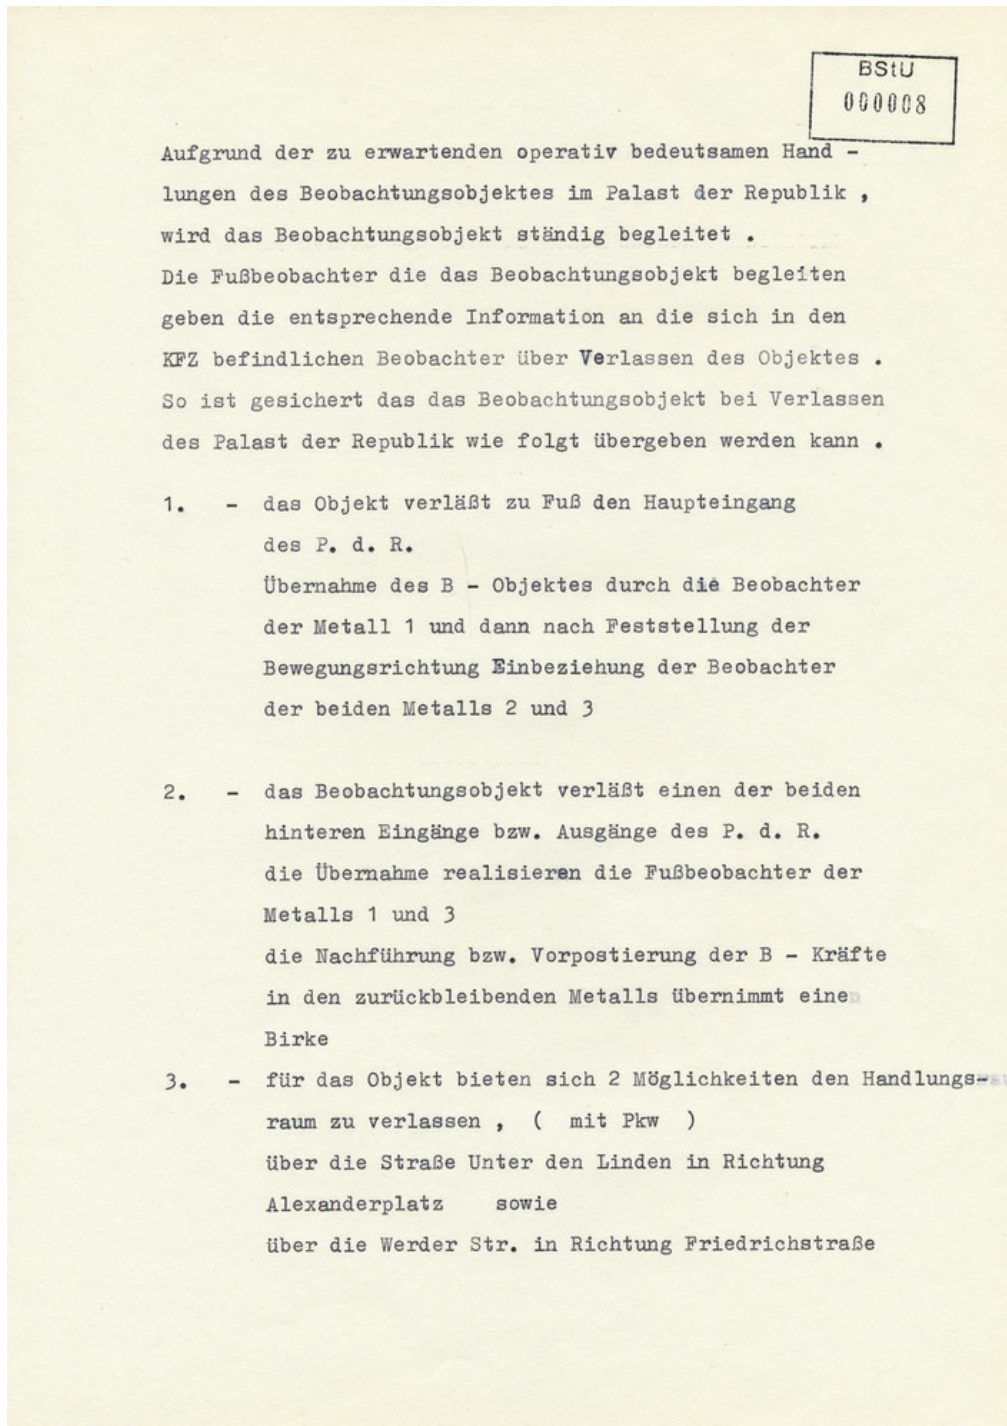 BStU
000008
Aufgrund der zu erwartenden operativ bedeutsamen Hand -
lungen des Beobachtungsobjektes im Palast der Republik ,
wird das Beobachtungsobjekt ständig begleitet .
Die Fußbeobachter die das Beobachtungsobjekt begleiten
geben die entsprechende Information an die sich in den
KFZ befindlichen Beobachter über Verlassen des Objektes .
So ist gesichert das das Beobachtungsobjekt bei Verlassen
des Palast der Republik wie folgt übergeben werden kann .
1. - das Objekt verläßt zu Fuß den Haupteingang
des P. d. R.
Übernahme des B - Objektes durch die Beobachter
der Metall 1 und dann nach Feststellung der
Bewegungsrichtung Einbeziehung der Beobachter
der beiden Metalls 2 und 3
2. - das Beobachtungsobjekt verläßt einen der beiden
hinteren Eingänge bzw. Ausgänge des P. d. R.
die Übernahme realisieren die Fußbeobachter der
Metalls 1 und 3
die Nachführung bzw. Vorpostierung der B - Kräfte
in den zurückbleibenden Metalls übernimmt eine
Birke
3. - für das Objekt bieten sich 2 Möglichkeiten den Handlungs-
raum zu verlassen , ( mit Pkw )
über die Straße Unter den Linden in Richtung
Alexanderplatz sowie
über die Werder Str. in Richtung Friedrichstraße